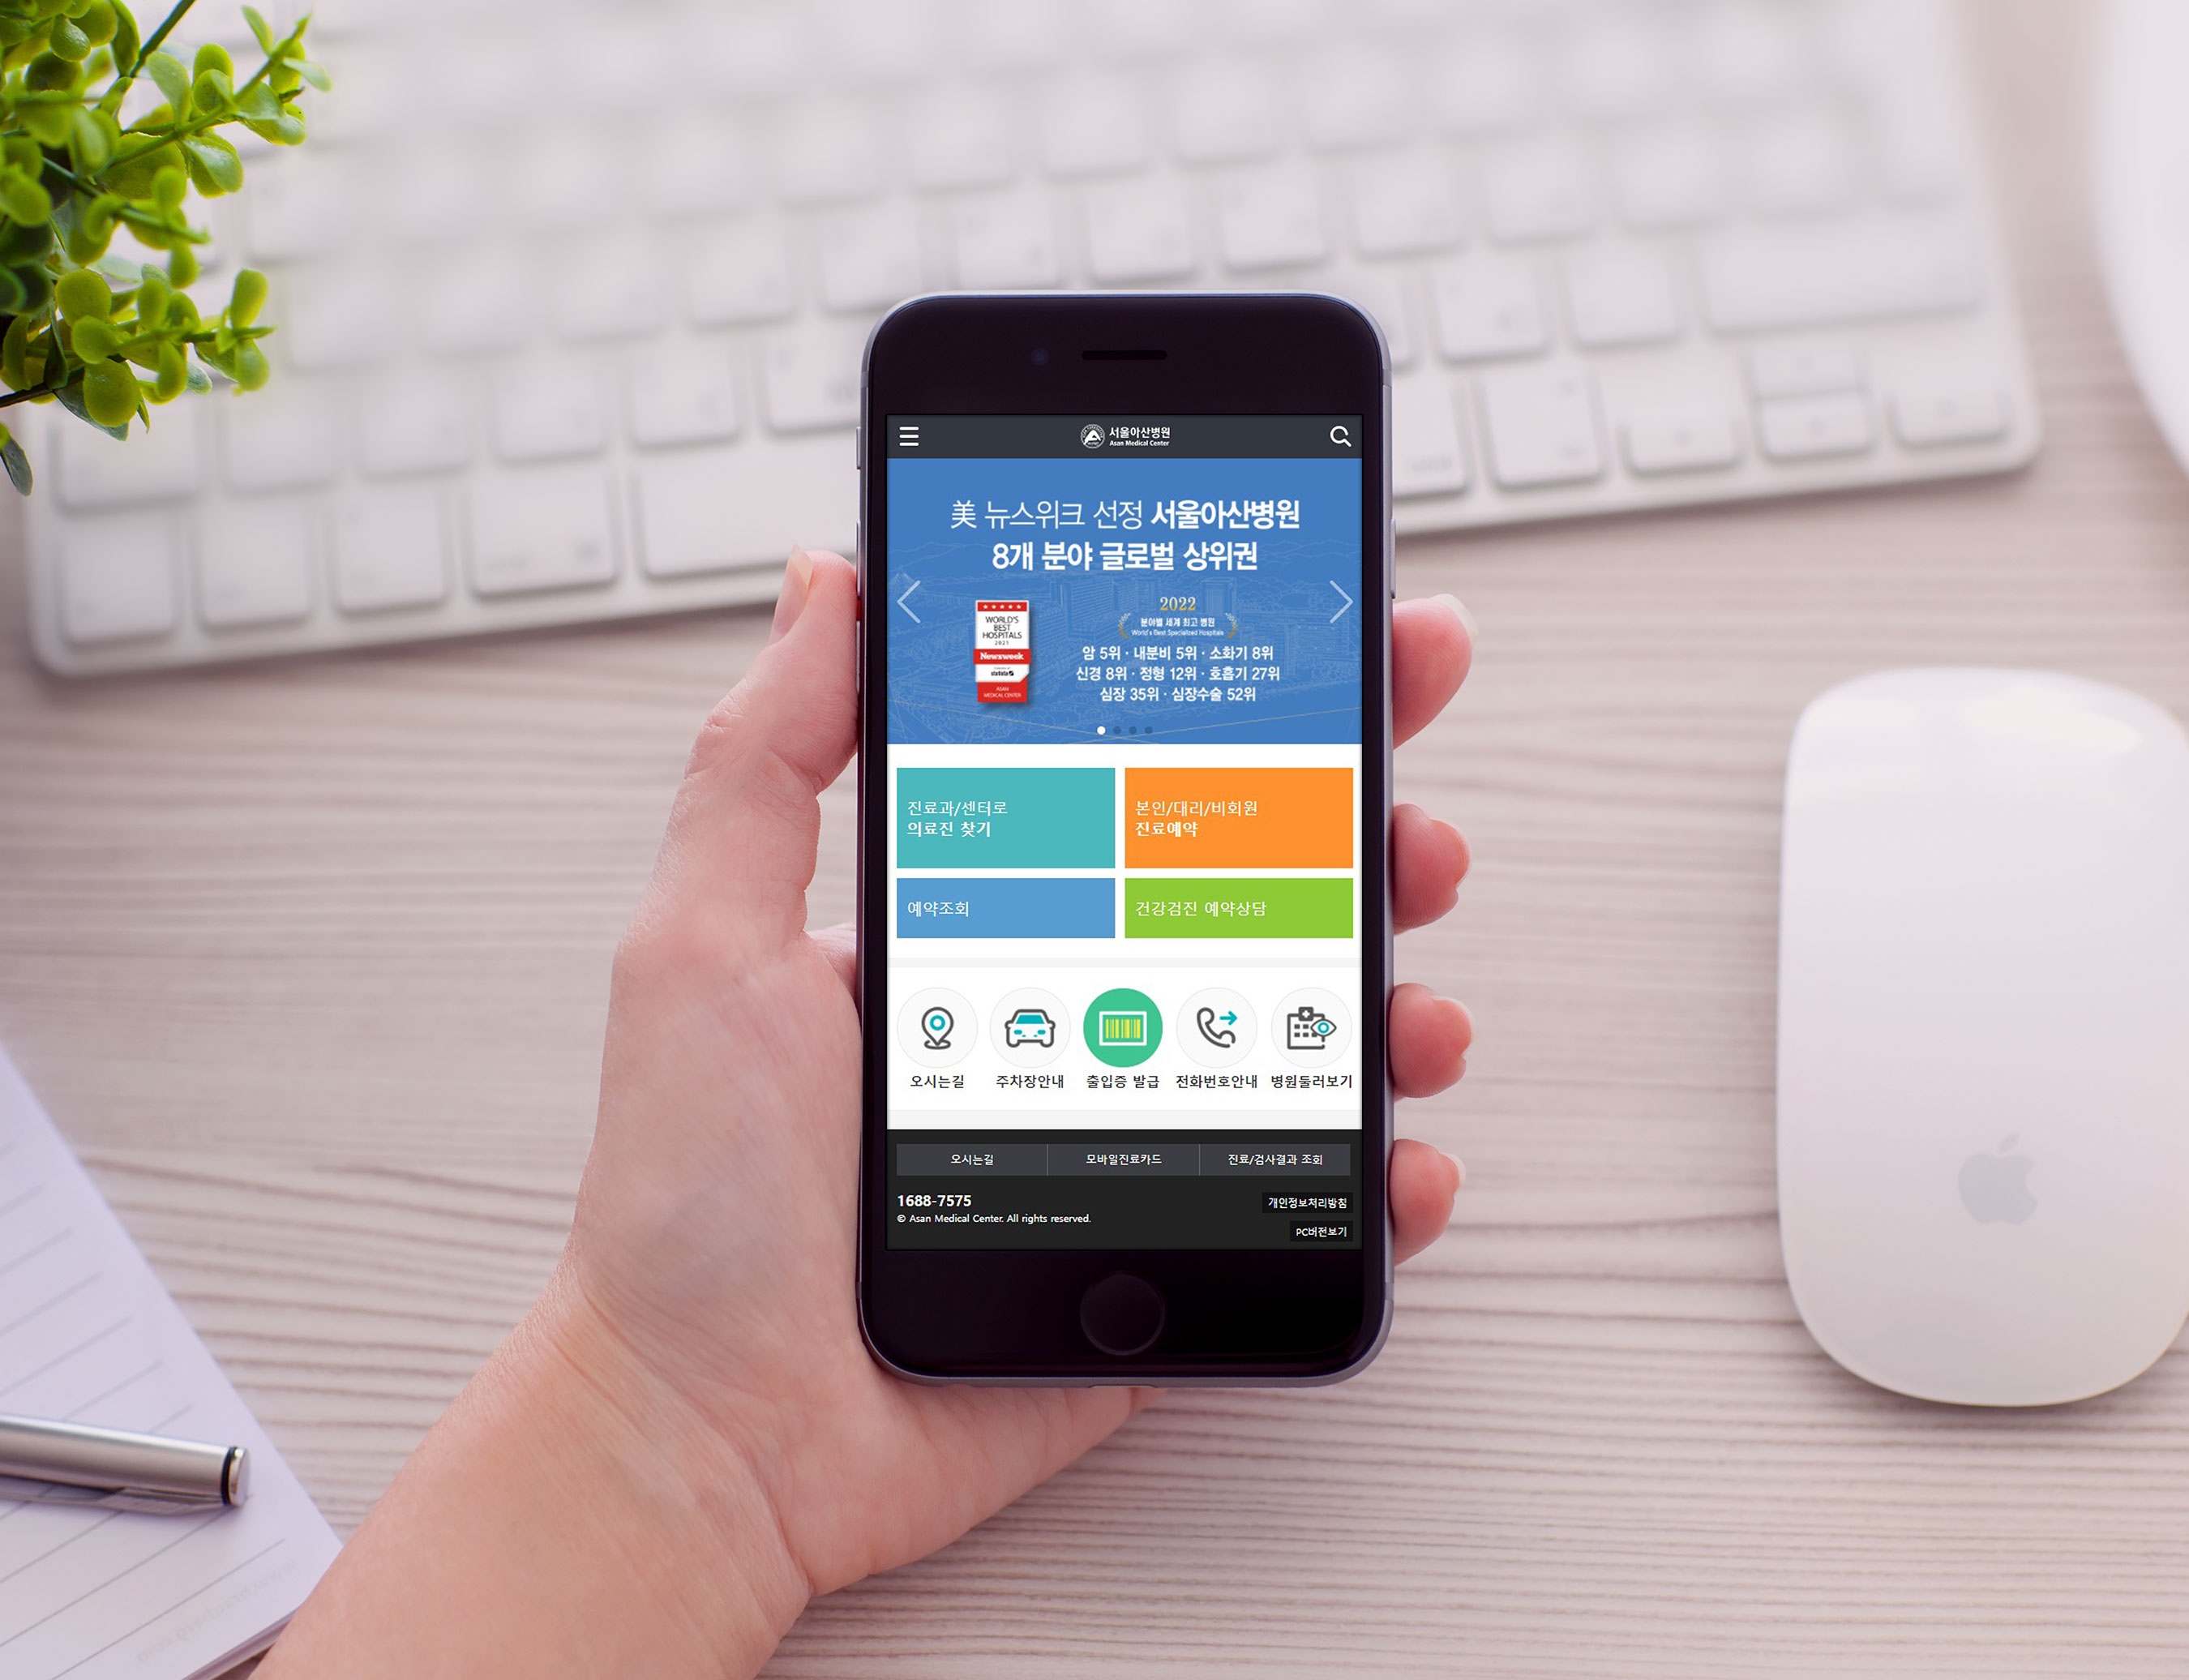 서울아산병원
Asan Medical Center
美 뉴스위크 선정 서울아산병원
8개 분야 글로벌 상위권
WORLD'S
BEST
HOSPITALS
2021
Newsweek
statista
ASAN
MEDICAL CENTER
2022
분야별 세계 최고 병원
World's Best Specialized Hospitals
암 5위 · 내분비 5위 · 소화기 8위
신경 8위 · 정형 12위 · 호흡기 27위
심장 35위 · 심장수술 52위
진료과/센터로
의료진 찾기
본인/대리/비회원
진료예약
예약조회
건강검진 예약상담
오시는길
주차장안내
출입증 발급
전화번호안내
병원둘러보기
오시는길
모바일진료카드
진료/검사결과 조회
1688-7575
© Asan Medical Center. All rights reserved.
개인정보처리방침
PC버전보기